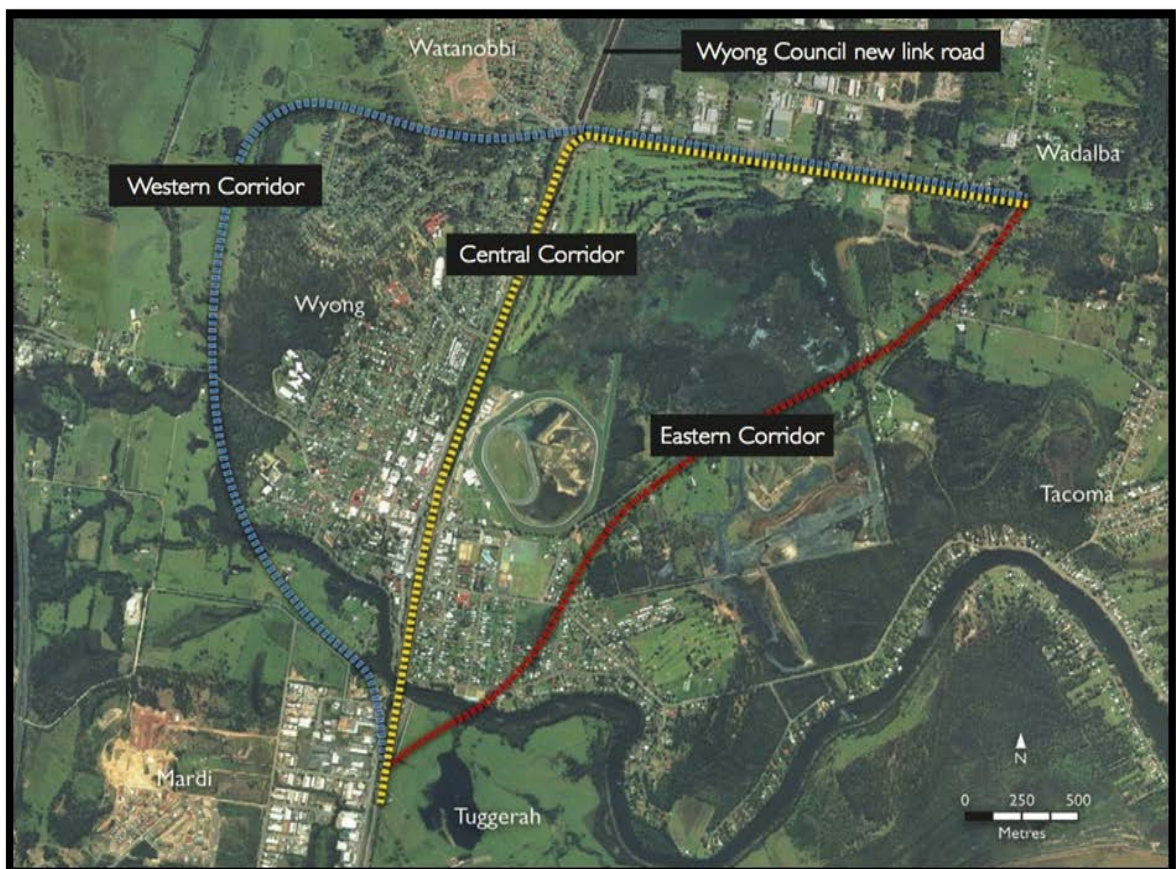 Watanobbi
Wyong Council new link road
Wadalba
Western Corridor
Central Corridor
Wyong
Eastern Corridor
Tacoma
Mardi
Tuggerah
N
0 250 500
Metres